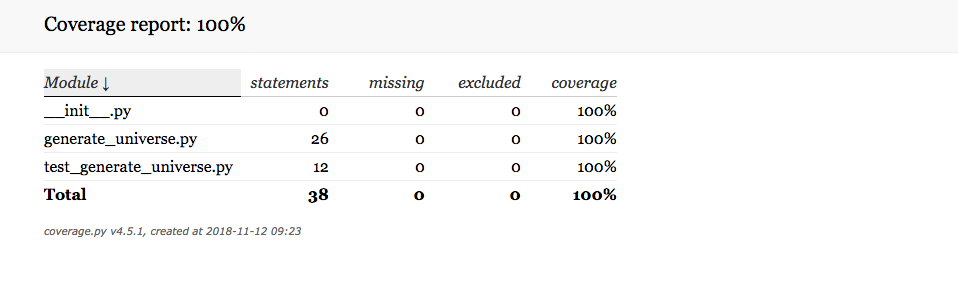 Coverage report: 100%
Module ↓ statements missing excluded coverage
__init__.py 0 0 0 100%
generate_universe.py 26 0 0 100%
test_generate_universe.py 12 0 0 100%
Total 38 0 0 100%
coverage.py v4.5.1, created at 2018-11-12 09:23